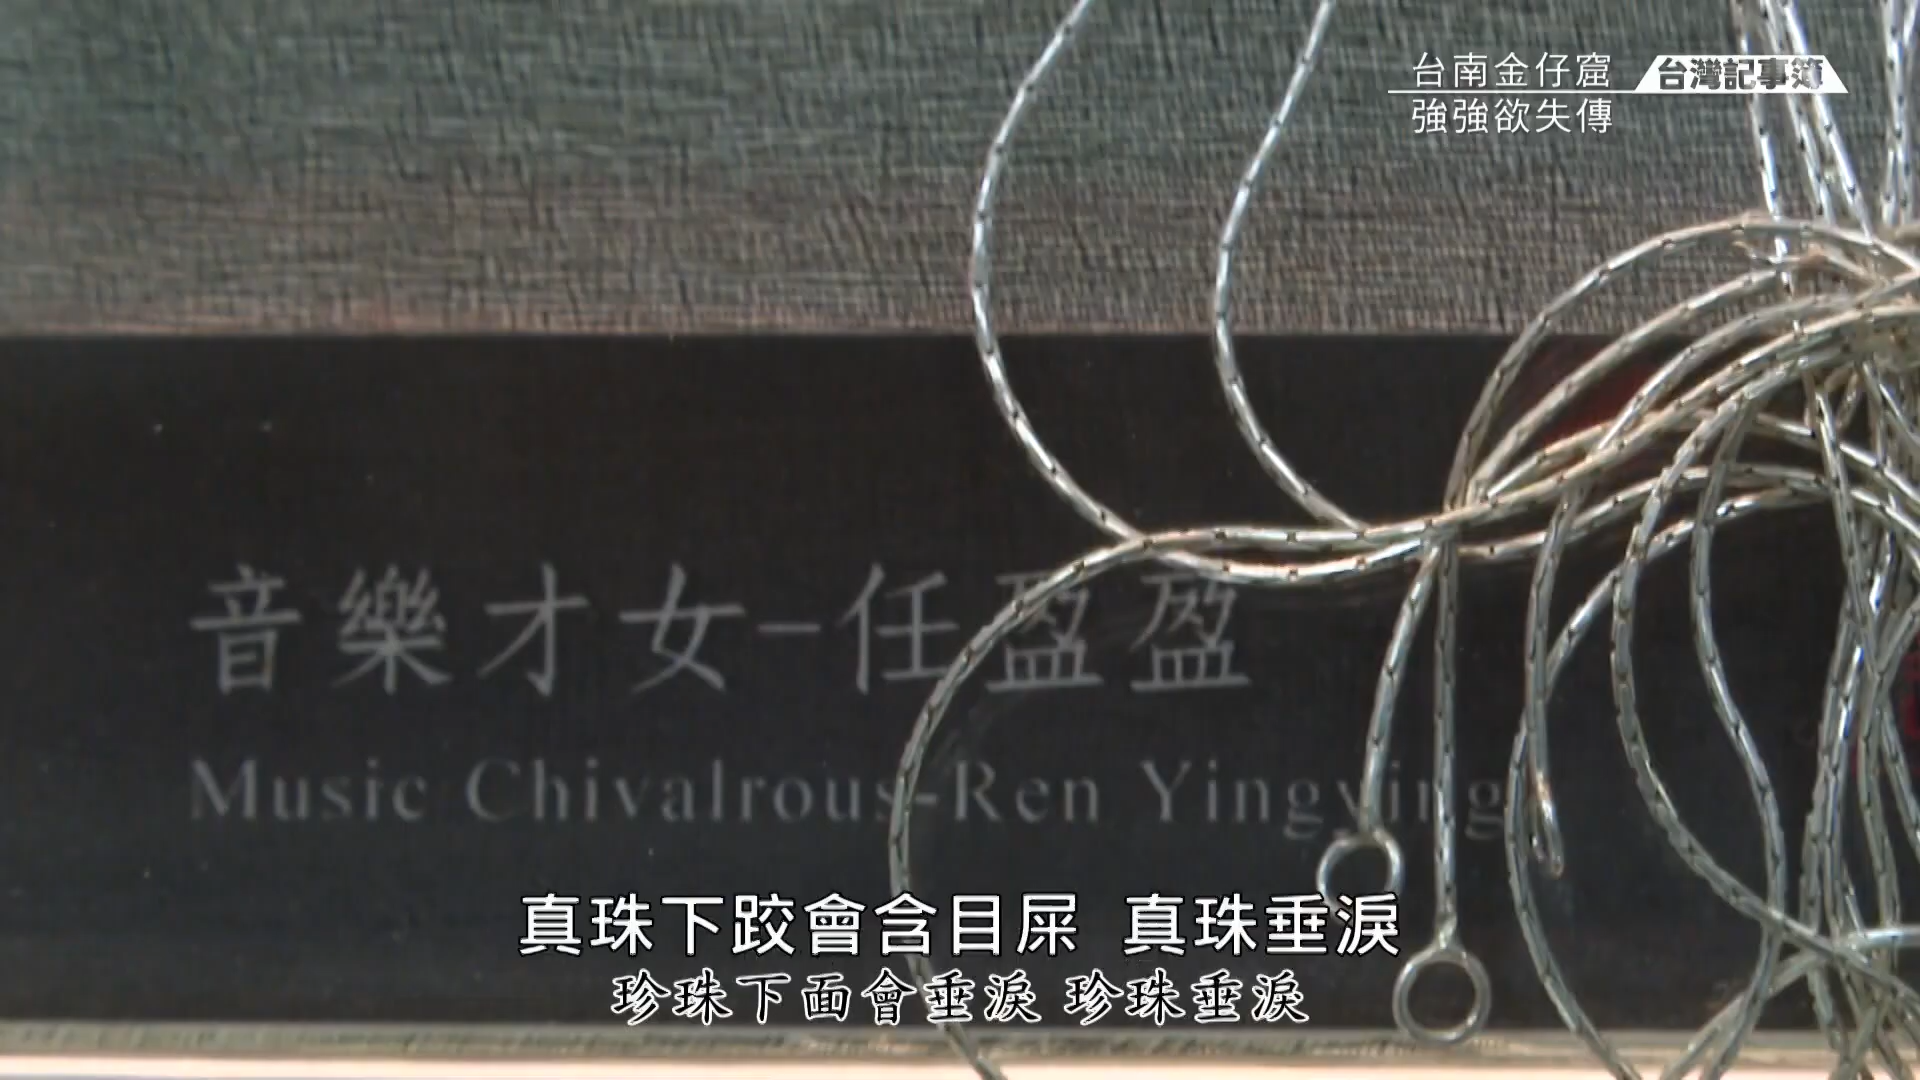 台南金仔窟
台灣記事簿
強強欲失傳
音樂才女-任盈盈
Music Chivalrous-Ren Yingying
真珠下跤會含目屎 真珠垂淚
珍珠下面會垂淚 珍珠垂淚